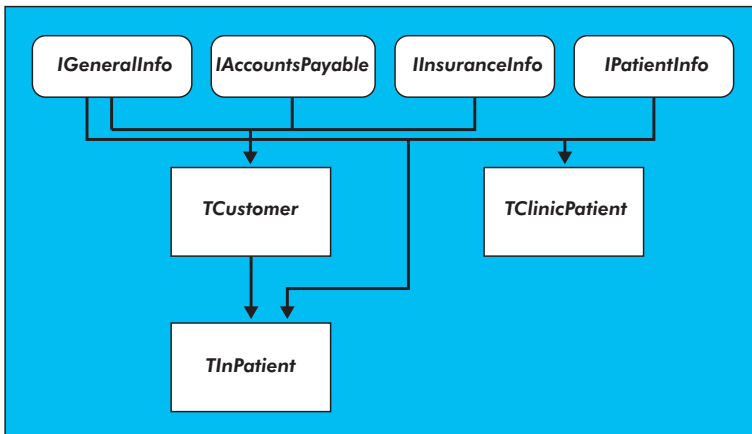 IGeneralInfo
IAccountsPayable
IInsuranceInfo
IPatientInfo
TCustomer
TClinicPatient
TInPatient